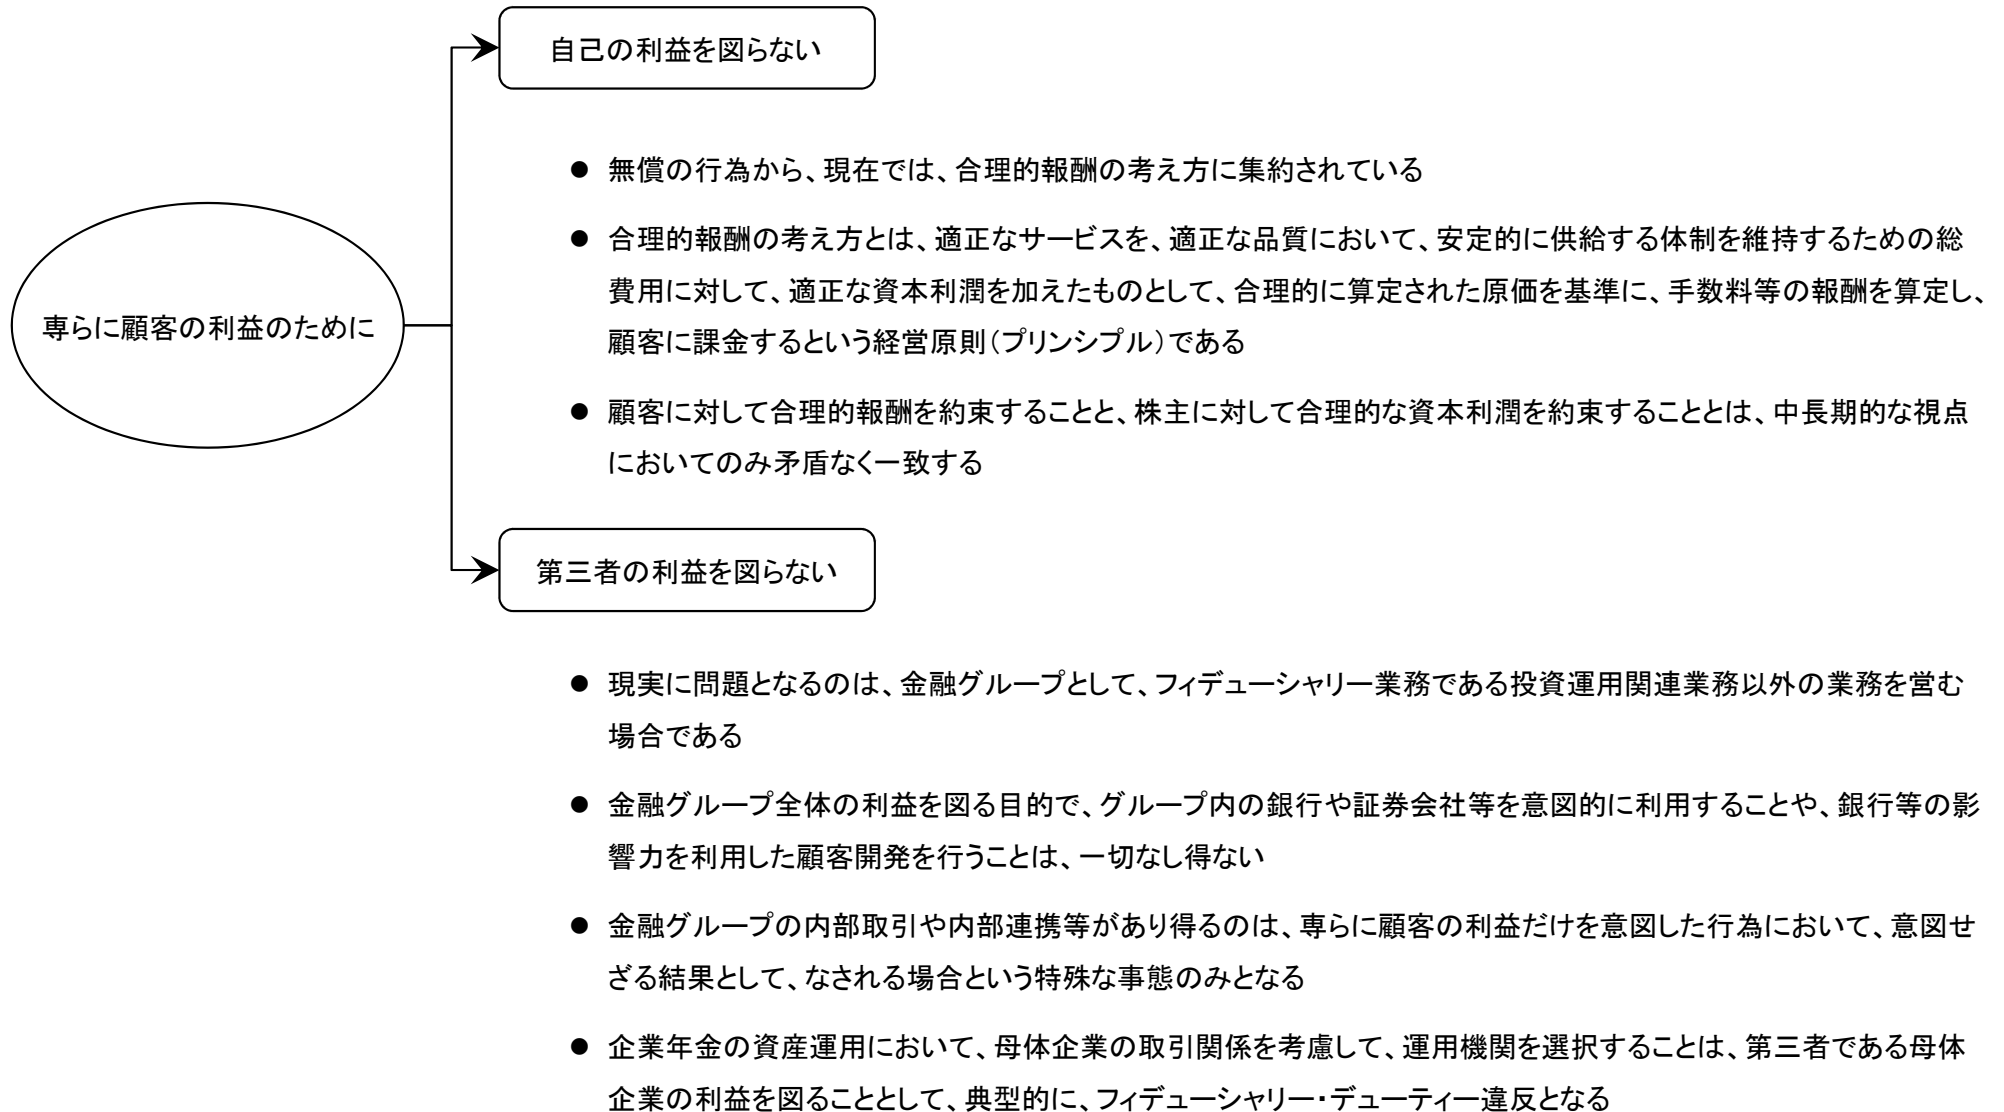 自己の利益を図らない
● 無償の行為から、現在では、合理的報酬の考え方に集約されている
● 合理的報酬の考え方とは、適正なサービスを、適正な品質において、安定的に供給する体制を維持するための総
費用に対して、適正な資本利潤を加えたものとして、合理的に算定された原価を基準に、手数料等の報酬を算定し、
専らに顧客の利益のために
顧客に課金するという経営原則（プリンシプル）である
● 顧客に対して合理的報酬を約束することと、株主に対して合理的な資本利潤を約束することとは、中長期的な視点
においてのみ矛盾なく一致する
第三者の利益を図らない
● 現実に問題となるのは、金融グループとして、フィデューシャリー業務である投資運用関連業務以外の業務を営む
場合である
● 金融グループ全体の利益を図る目的で、グループ内の銀行や証券会社等を意図的に利用することや、銀行等の影
響力を利用した顧客開発を行うことは、一切なし得ない
● 金融グループの内部取引や内部連携等があり得るのは、専らに顧客の利益だけを意図した行為において、意図せ
ざる結果として、なされる場合という特殊な事態のみとなる
● 企業年金の資産運用において、母体企業の取引関係を考慮して、運用機関を選択することは、第三者である母体
企業の利益を図ることとして、典型的に、フィデューシャリー・デューティー違反となる